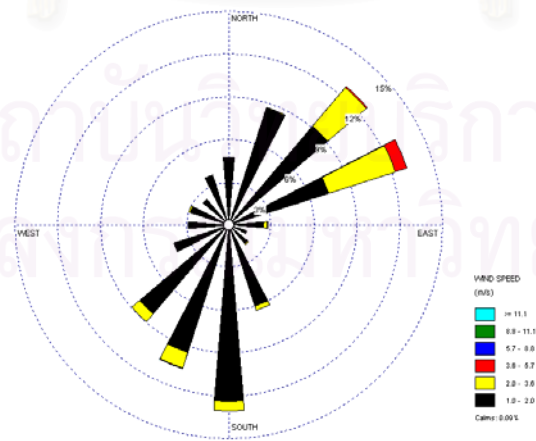 NORTH
15%
12%
9%
6%
3%
WEST
EAST
SOUTH
WIND SPEED
(m/s)
>= 11.1
8.8 - 11.1
5.7 - 8.8
3.6 - 5.7
2.0 - 3.6
1.0 - 2.0
Calms: 0.09%